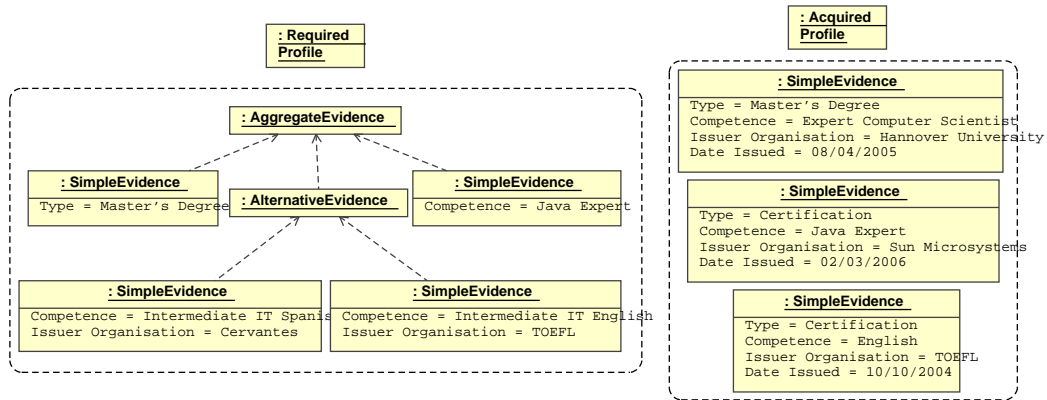 : Required
Profile
: AggregateEvidence
: SimpleEvidence
Type = Master's Degree
: AlternativeEvidence
: SimpleEvidence
Competence = Java Expert
: SimpleEvidence
Competence = Intermediate IT Spanis
Issuer Organisation = Cervantes
: SimpleEvidence
Competence = Intermediate IT English
Issuer Organisation = TOEFL
: Acquired
Profile
: SimpleEvidence
Type = Master's Degree
Competence = Expert Computer Scientist
Issuer Organisation = Hannover University
Date Issued = 08/04/2005
: SimpleEvidence
Type = Certification
Competence = Java Expert
Issuer Organisation = Sun Microsystems
Date Issued = 02/03/2006
: SimpleEvidence
Type = Certification
Competence = English
Issuer Organisation = TOEFL
Date Issued = 10/10/2004